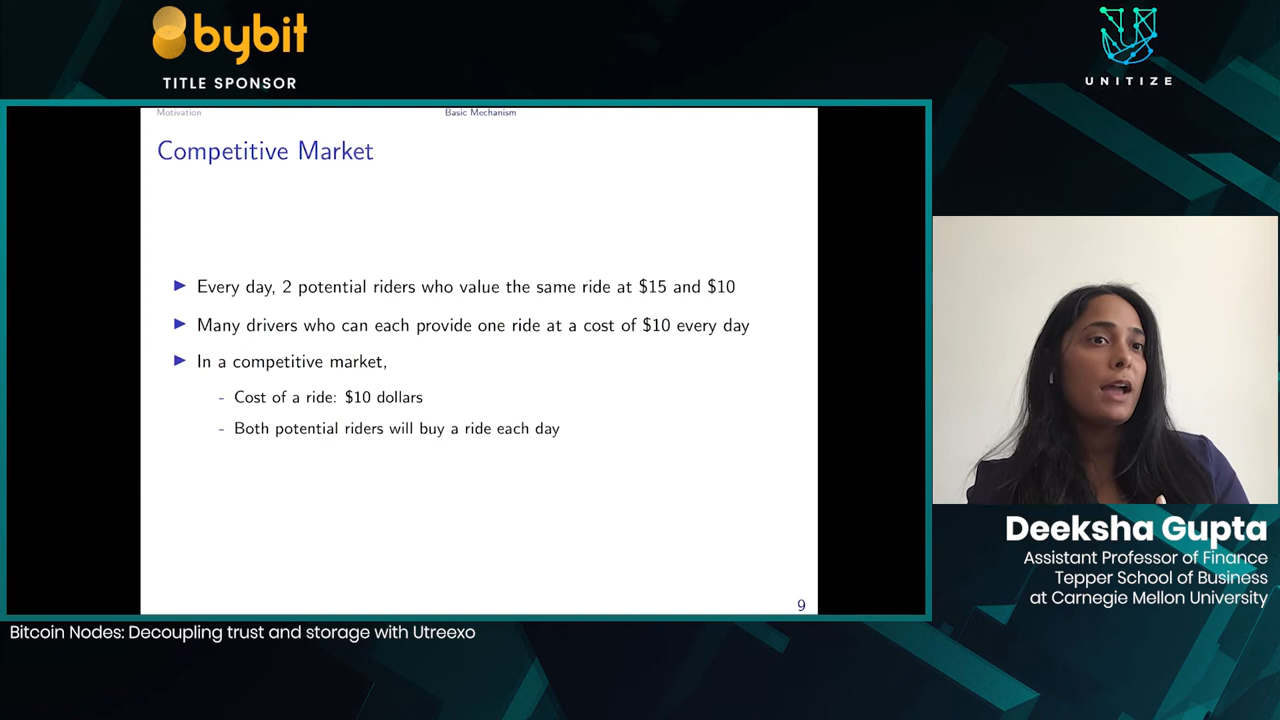 bybit
TITLE SPONSOR
UNITIZE
Motivation
Basic Mechanism
Competitive Market
Every day, 2 potential riders who value the same ride at $15 and $10
Many drivers who can each provide one ride at a cost of $10 every day
In a competitive market,
- Cost of a ride: $10 dollars
- Both potential riders will buy a ride each day
9
Deeksha Gupta
Assistant Professor of Finance
Tepper School of Business
at Carnegie Mellon University
Bitcoin Nodes: Decoupling trust and storage with Utreexo